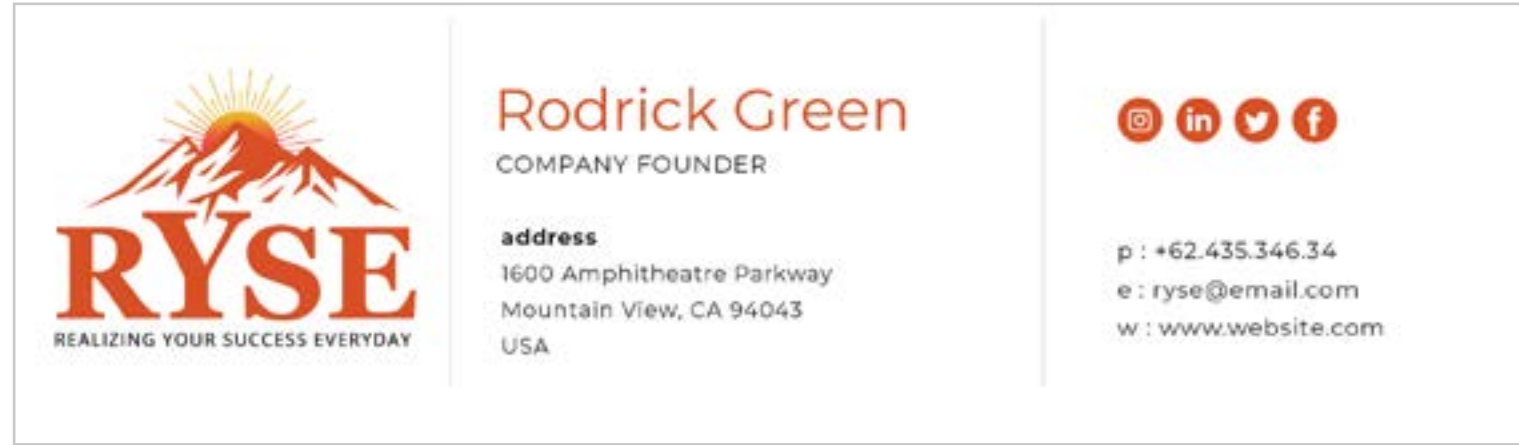 RYSE
REALIZING YOUR SUCCESS EVERYDAY
Rodrick Green
COMPANY FOUNDER
address
1600 Amphitheatre Parkway
Mountain View, CA 94043
USA
in f
p : +62.435.346.34
e : ryse@email.com
w : www.website.com